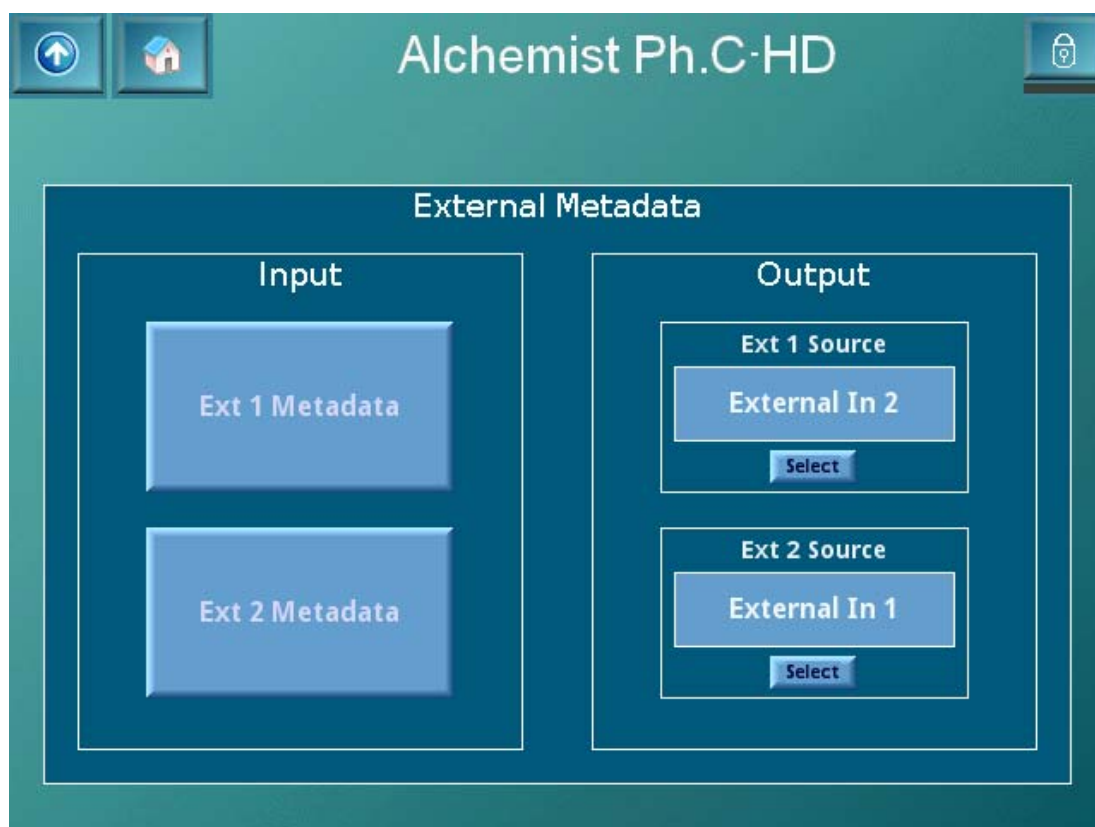 Alchemist Ph.C-HD
External Metadata
Input
Output
Ext 1 Metadata
Ext 2 Metadata
Ext 1 Source
External In 2
Select
Ext 2 Source
External In 1
Select